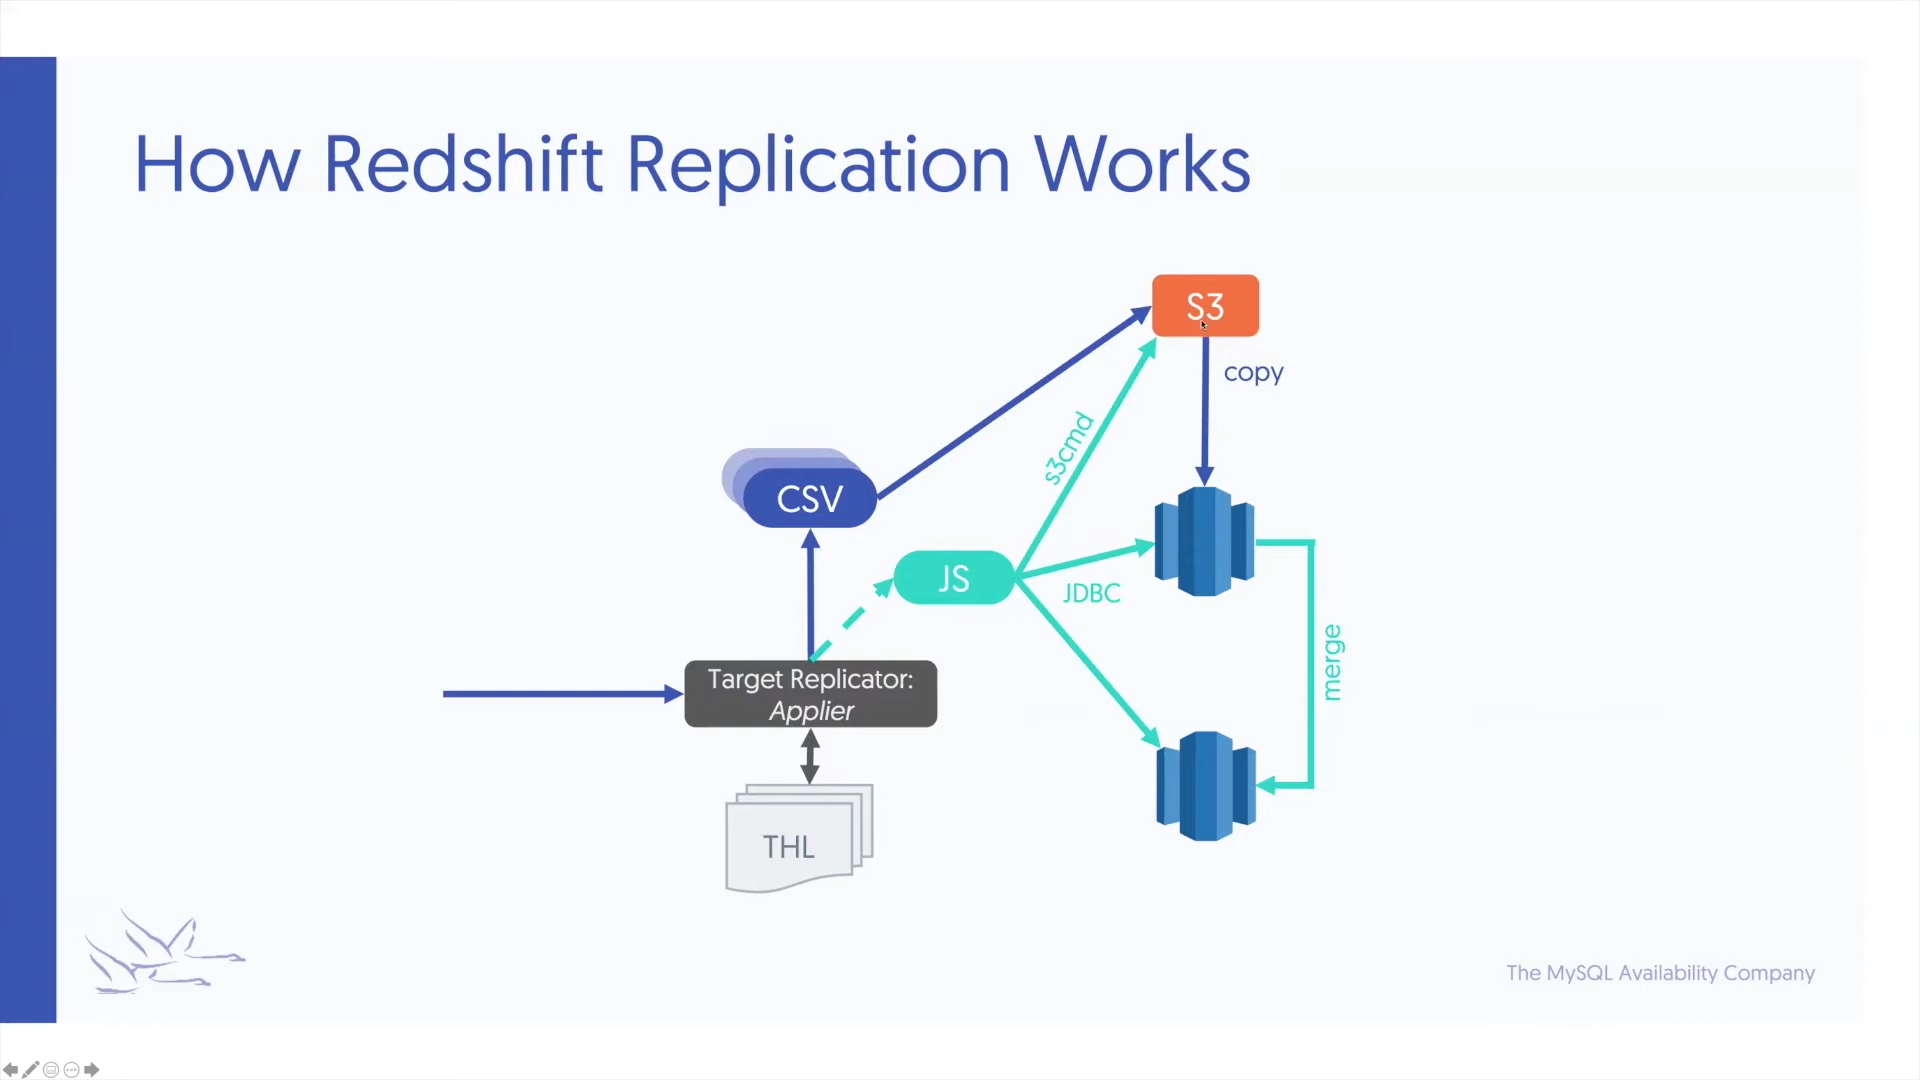 How Redshift Replication Works
S3
copy
s3cmd
CSV
JS
JDBC
merge
Target Replicator:
Applier
THL
The MySQL Availability Company